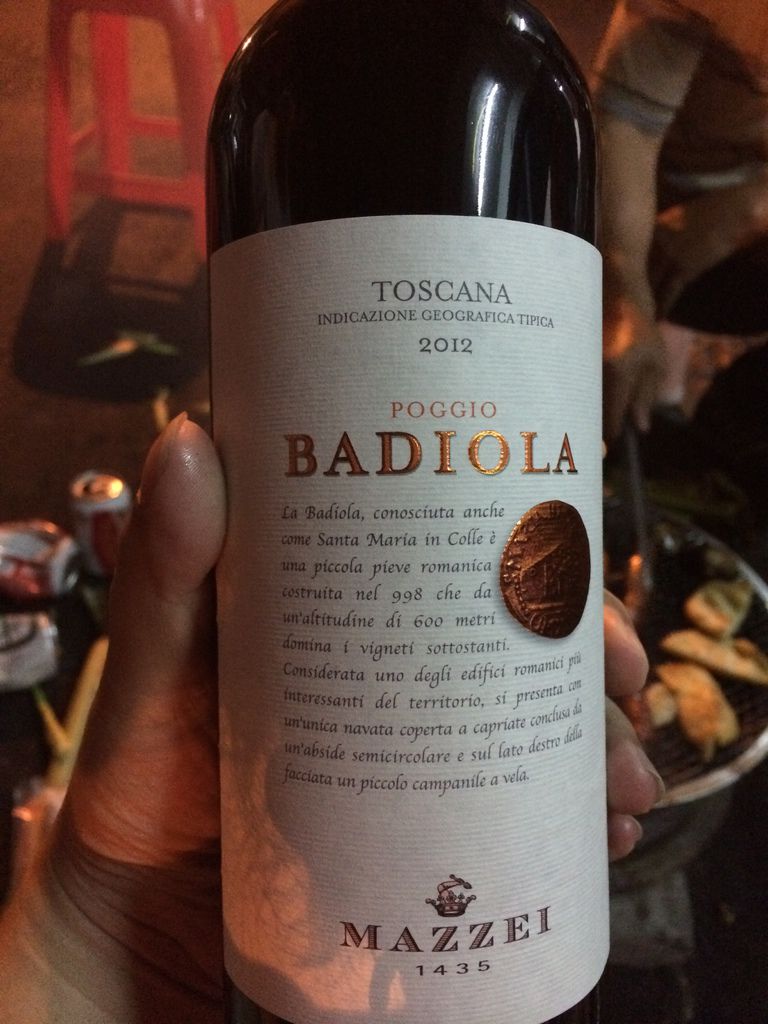 TOSCANA
INDICAZIONE GEOGRAFICA TIPICA
2012
POGGIO
BADIOLA
La Badiola, conosciuta anche
come Santa Maria in Colle è
una piccola pieve romanica
costruita nel 998 che da
un'altitudine di 600 metri
domina i vigneti sottostanti.
Considerata uno degli edifici romanici più
interessanti del territorio, si presenta con
un'unica navata coperta a capriate conclusa da
un'abside semicircolare e sul lato destro della
facciata un piccolo campanile a vela.
MAZZEI
1435